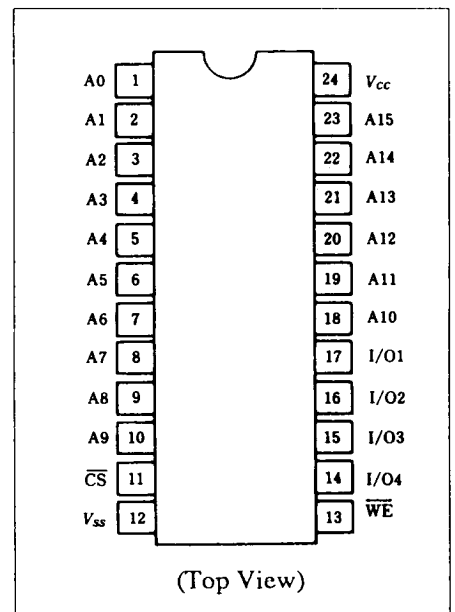 A0 1 24 Vcc
A1 2 23 A15
A2 3 22 A14
A3 4 21 A13
A4 5 20 A12
A5 6 19 A11
A6 7 18 A10
A7 8 17 I/O1
A8 9 16 I/O2
A9 10 15 I/O3
C̅S̅ 11 14 I/O4
Vss 12 13 W̅E̅
(Top View)